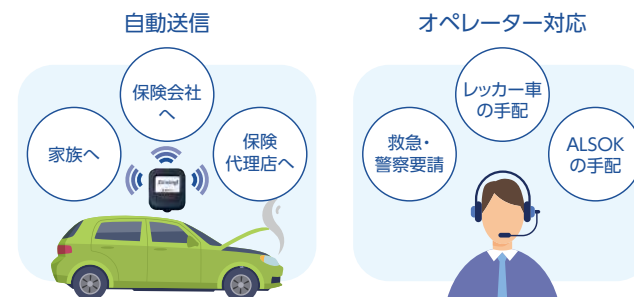 自動送信
オペレーター対応
保険会社
へ
家族へ
保険
代理店へ
レッカー車
の手配
救急・
警察要請
ALSOK
の手配